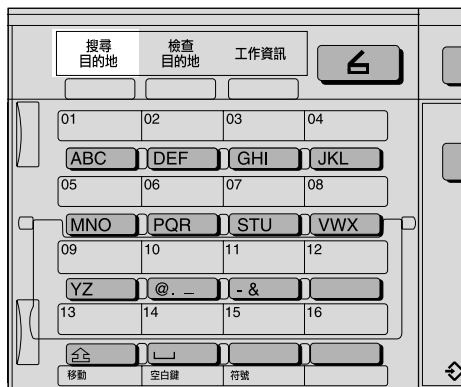 搜尋
目的地
檢查
目的地
工作資訊
01 02 03 04
ABC DEF GHI JKL
05 06 07 08
MNO PQR STU VWX
09 10 11 12
YZ @. _ - &
13 14 15 16
移動 空白鍵 符號